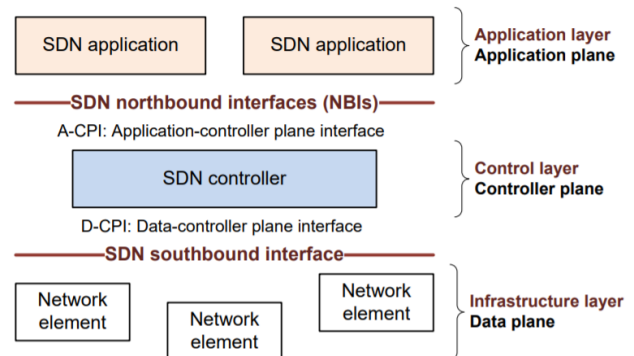 SDN application
SDN application
Application layer
Application plane
SDN northbound interfaces (NBIs)
A-CPI: Application-controller plane interface
SDN controller
Control layer
Controller plane
D-CPI: Data-controller plane interface
SDN southbound interface
Network
element
Network
element
Network
element
Infrastructure layer
Data plane